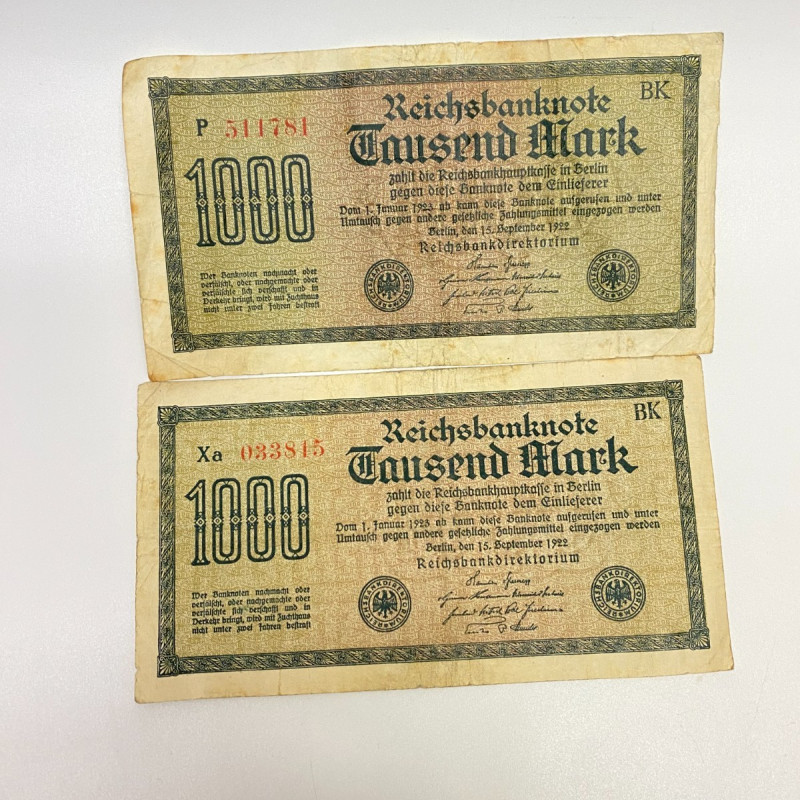 BK
P 511781
Reichsbanknote
Tausend Mark
1000
zahlt die Reichsbankhauptkasse in Berlin
gegen diese Banknote dem Einlieferer
Vom 1. Januar 1923 ab kann diese Banknote aufgerufen und unter
Umtausch gegen andere gesetzliche Zahlungsmittel eingezogen werden
Berlin, den 15. September 1922
Reichsbankdirektorium
Wer Banknoten nachmacht oder
verfälscht, oder nachgemachte oder
verfälschte sich verschafft und in
Verkehr bringt, wird mit Zuchthaus
nicht unter zwei Jahren bestraft
REICHSBANKDIREKTORIUM
REICHSBANKDIREKTORIUM
BK
Xa 033845
Reichsbanknote
Tausend Mark
1000
zahlt die Reichsbankhauptkasse in Berlin
gegen diese Banknote dem Einlieferer
Vom 1. Januar 1923 ab kann diese Banknote aufgerufen und unter
Umtausch gegen andere gesetzliche Zahlungsmittel eingezogen werden
Berlin, den 15. September 1922
Reichsbankdirektorium
Wer Banknoten nachmacht oder
verfälscht, oder nachgemachte oder
verfälschte sich verschafft und in
Verkehr bringt, wird mit Zuchthaus
nicht unter zwei Jahren bestraft
REICHSBANKDIREKTORIUM
REICHSBANKDIREKTORIUM